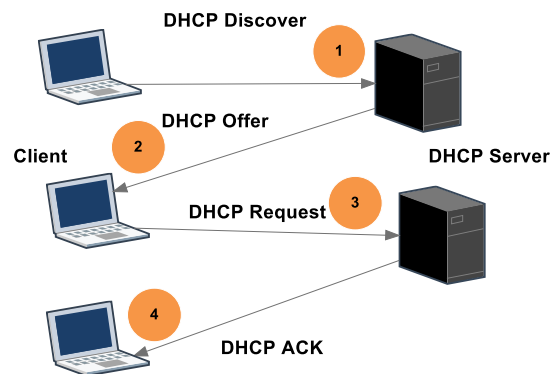 DHCP Discover
1
DHCP Offer
2
Client
DHCP Server
DHCP Request
3
4
DHCP ACK